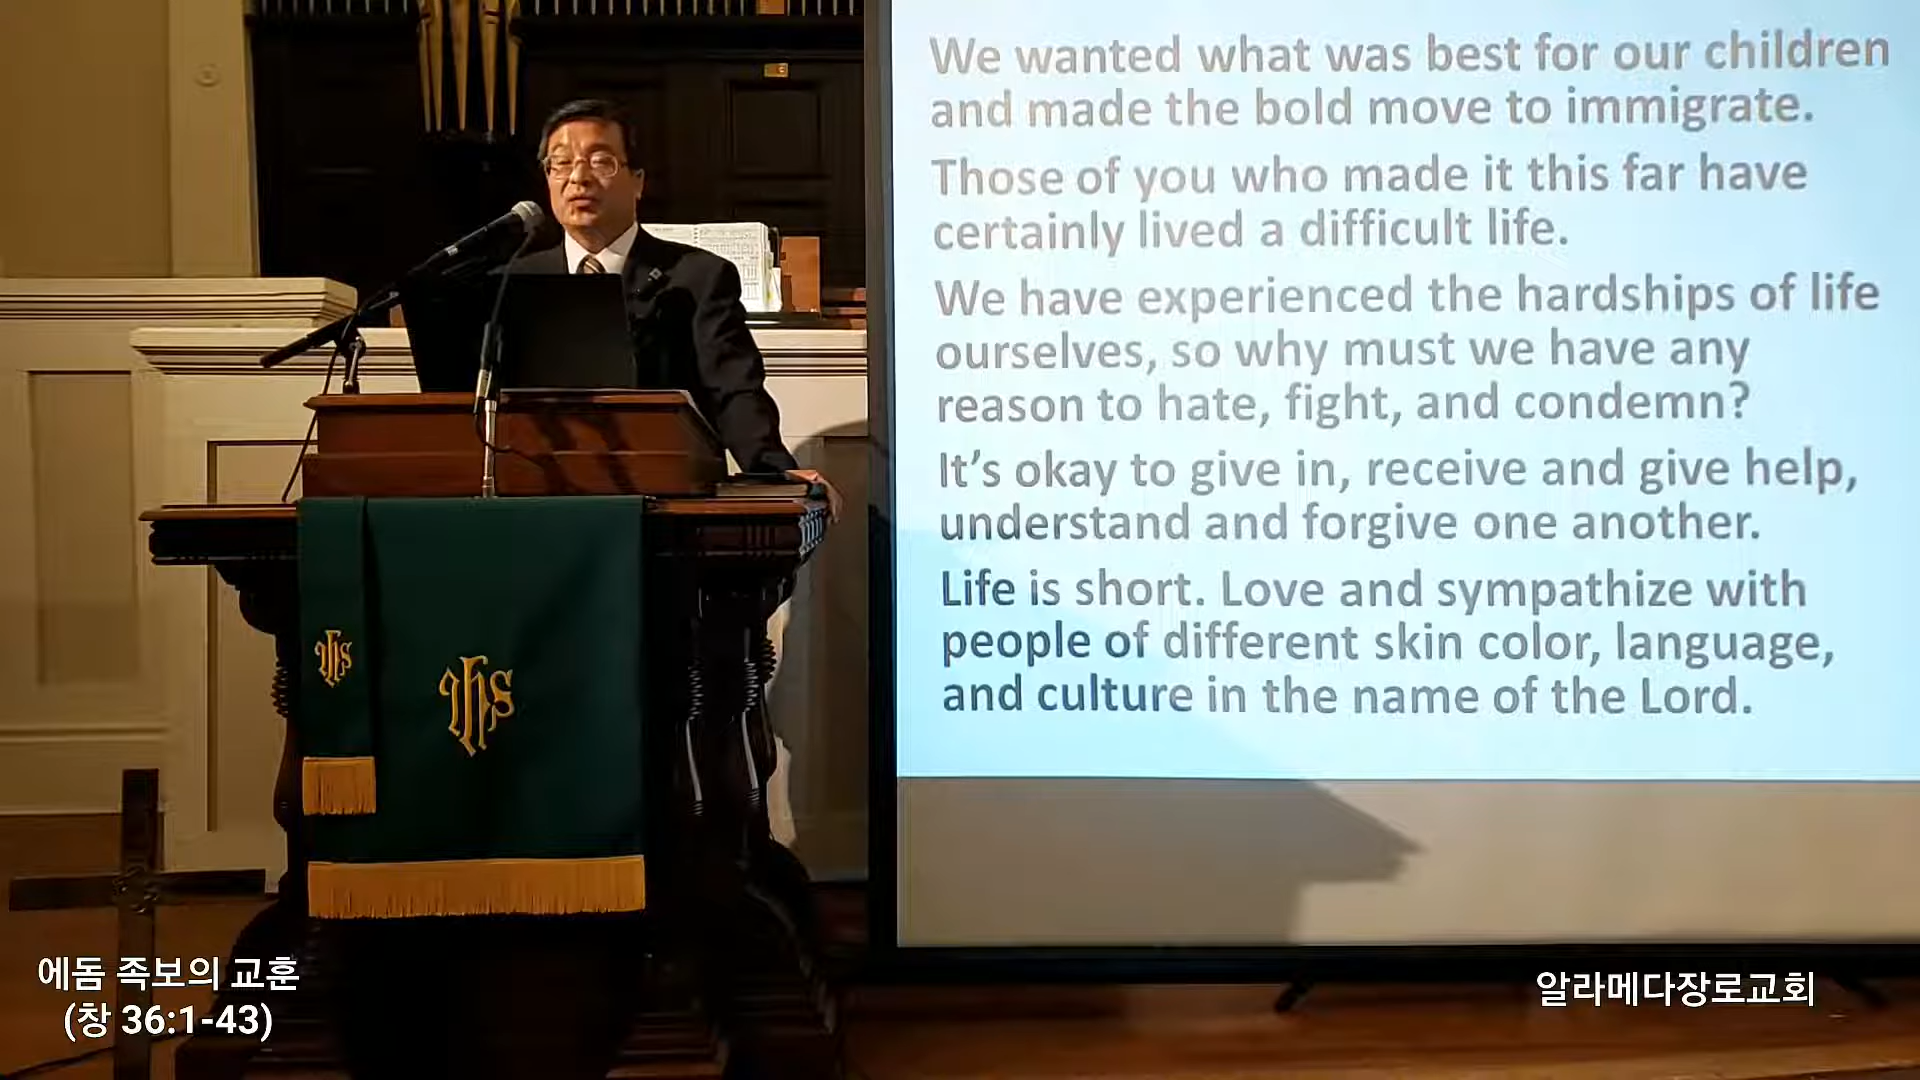 We wanted what was best for our children
and made the bold move to immigrate.
Those of you who made it this far have
certainly lived a difficult life.
We have experienced the hardships of life
ourselves, so why must we have any
reason to hate, fight, and condemn?
It's okay to give in, receive and give help,
understand and forgive one another.
Life is short. Love and sympathize with
people of different skin color, language,
and culture in the name of the Lord.
IHS
IHS
에돔 족보의 교훈
(창 36:1-43)
알라메다장로교회